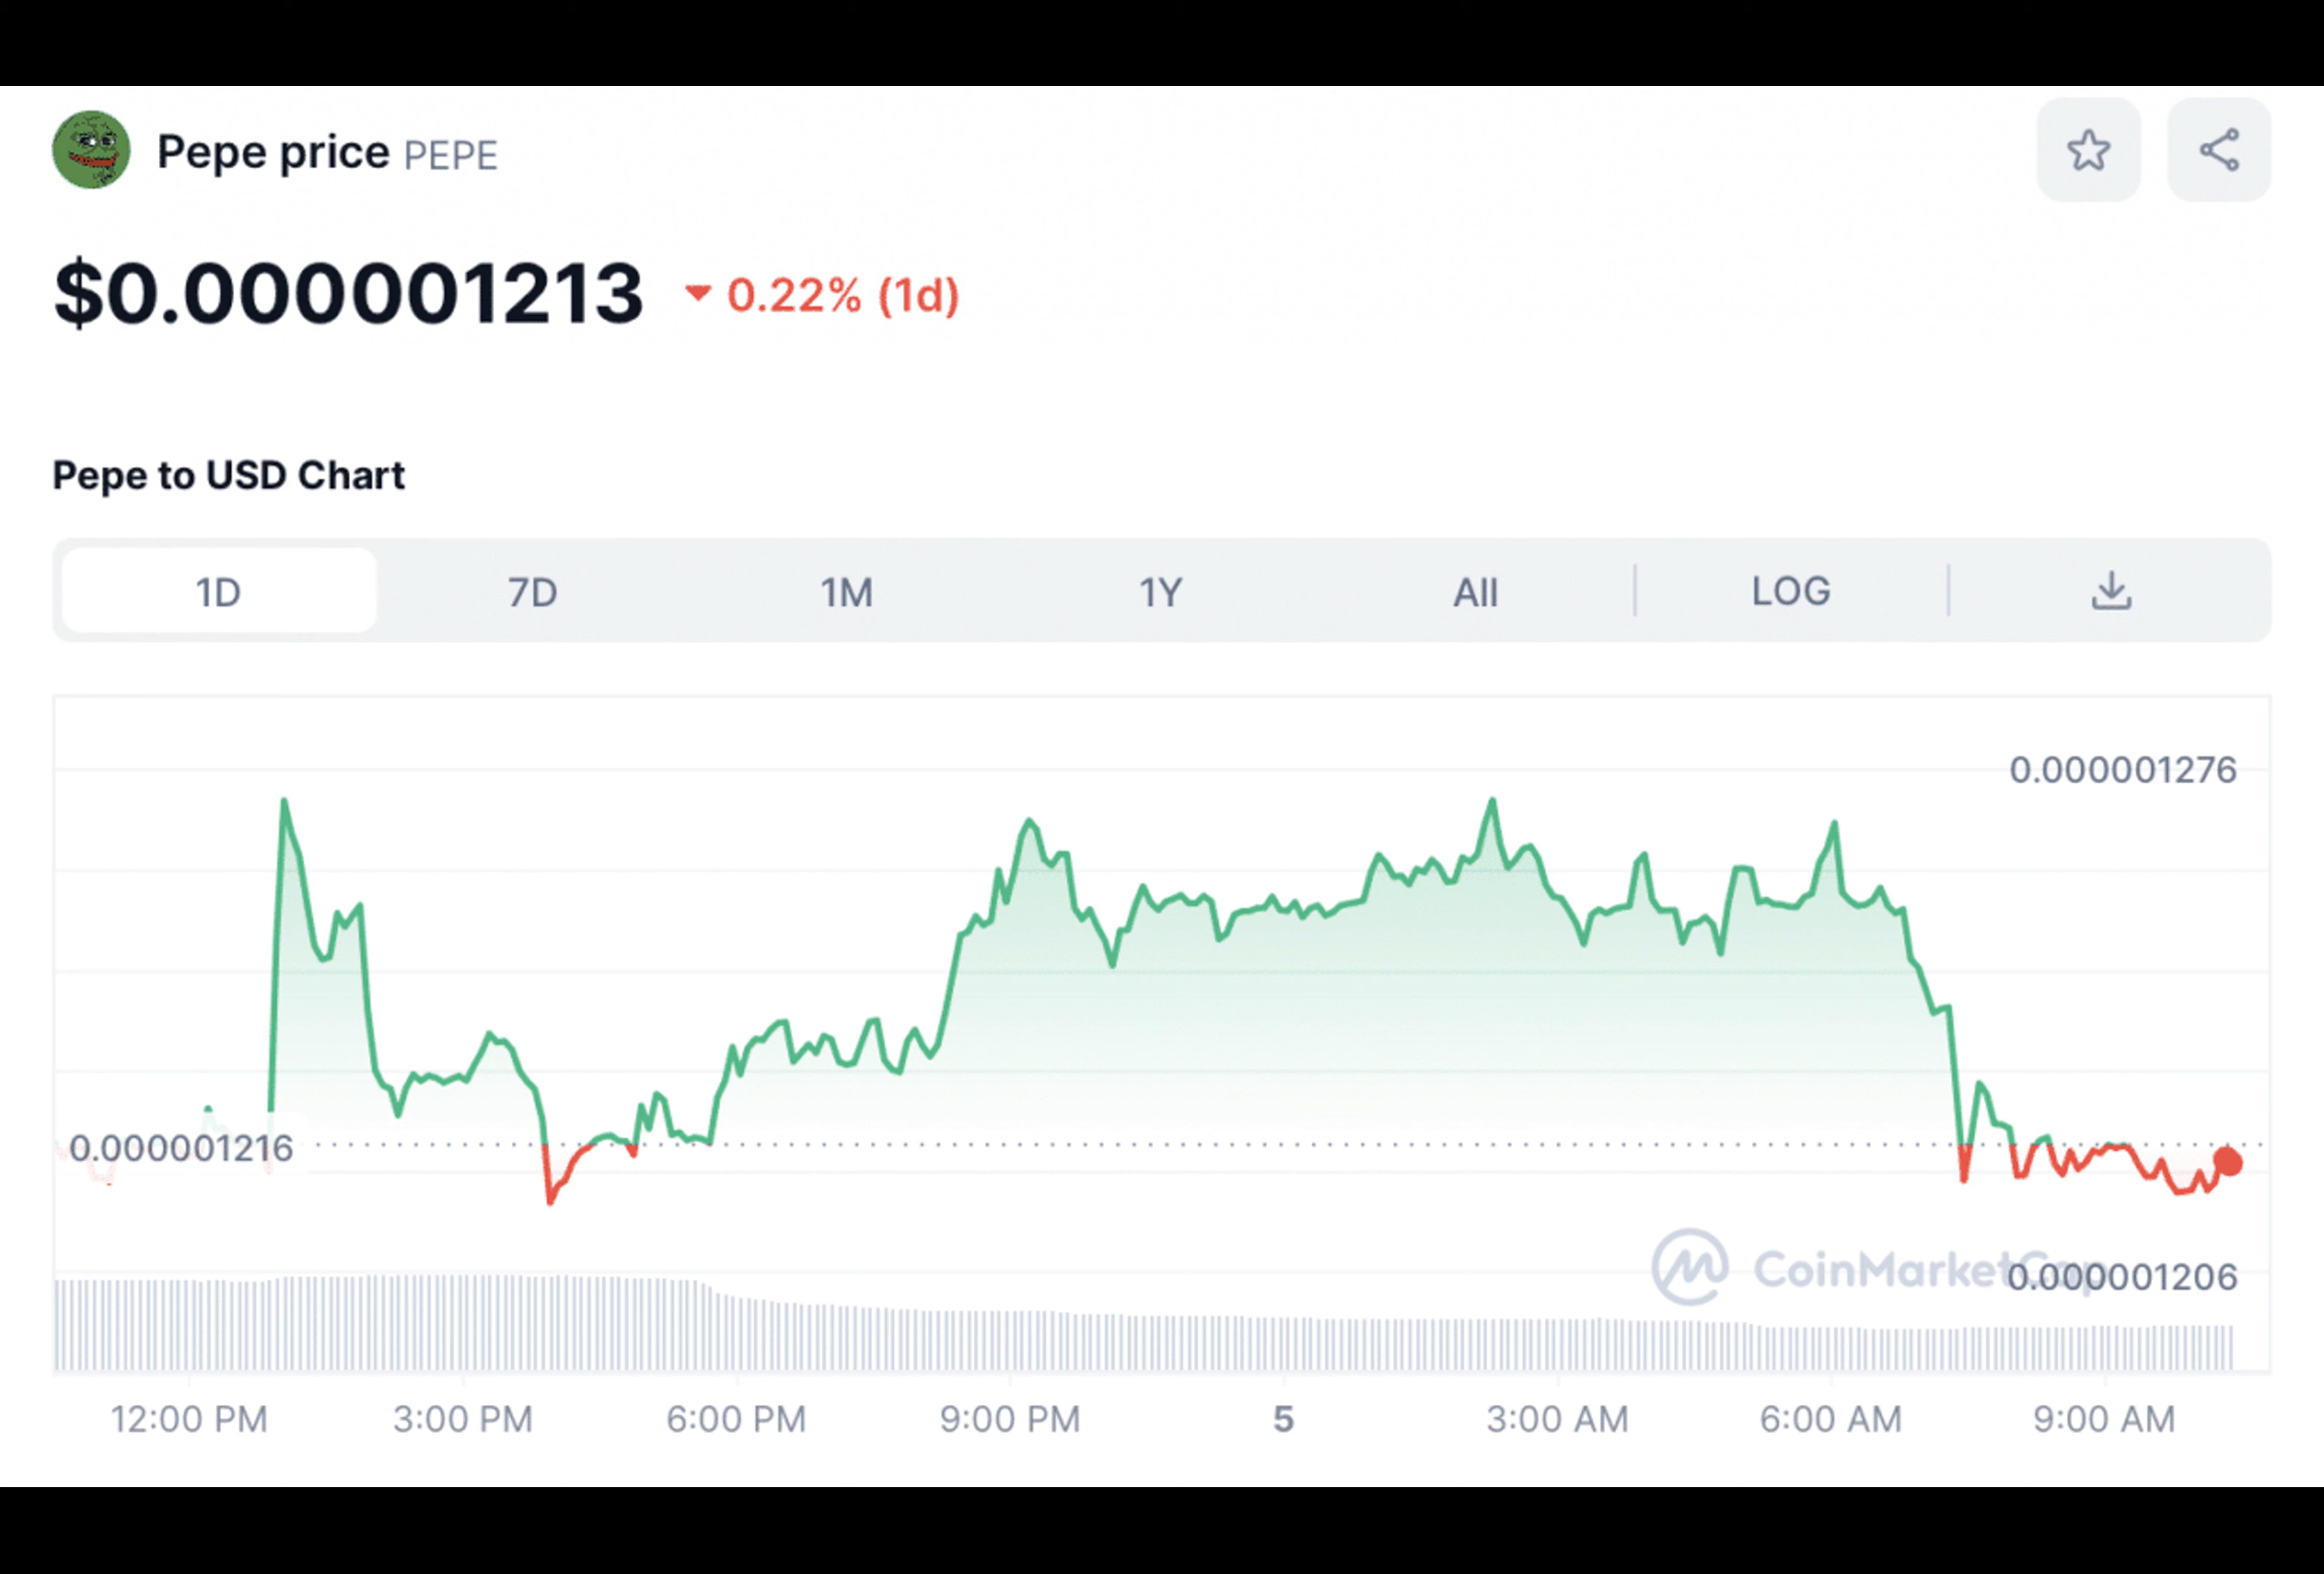 Pepe price PEPE
$0.000001213 0.22% (1d)
Pepe to USD Chart
1D 7D 1M 1Y All LOG
0.000001276
0.000001216
CoinMarketCap
0.000001206
12:00 PM 3:00 PM 6:00 PM 9:00 PM 5 3:00 AM 6:00 AM 9:00 AM